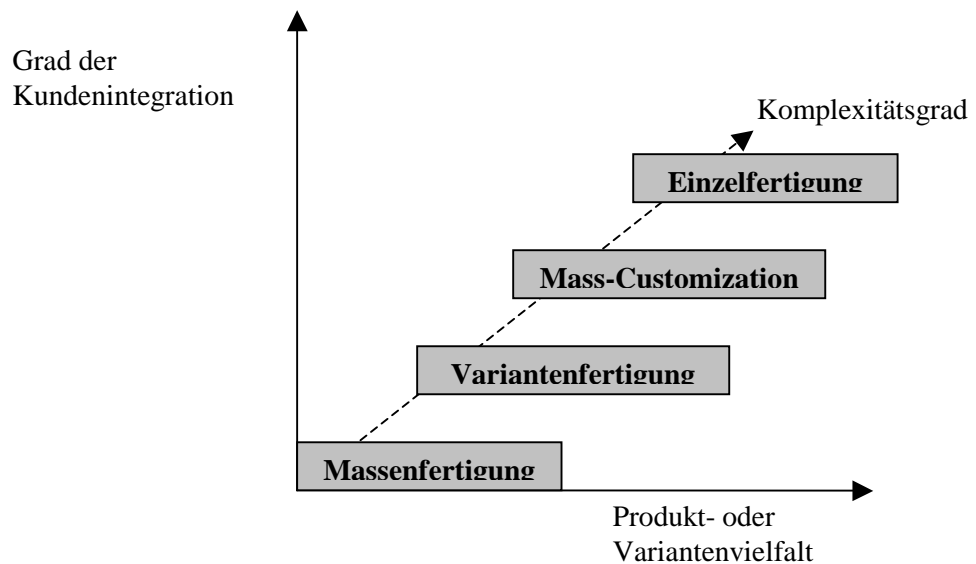 Grad der
Kundenintegration
Komplexitätsgrad
Einzelfertigung
Mass-Customization
Variantenfertigung
Massenfertigung
Produkt- oder
Variantenvielfalt